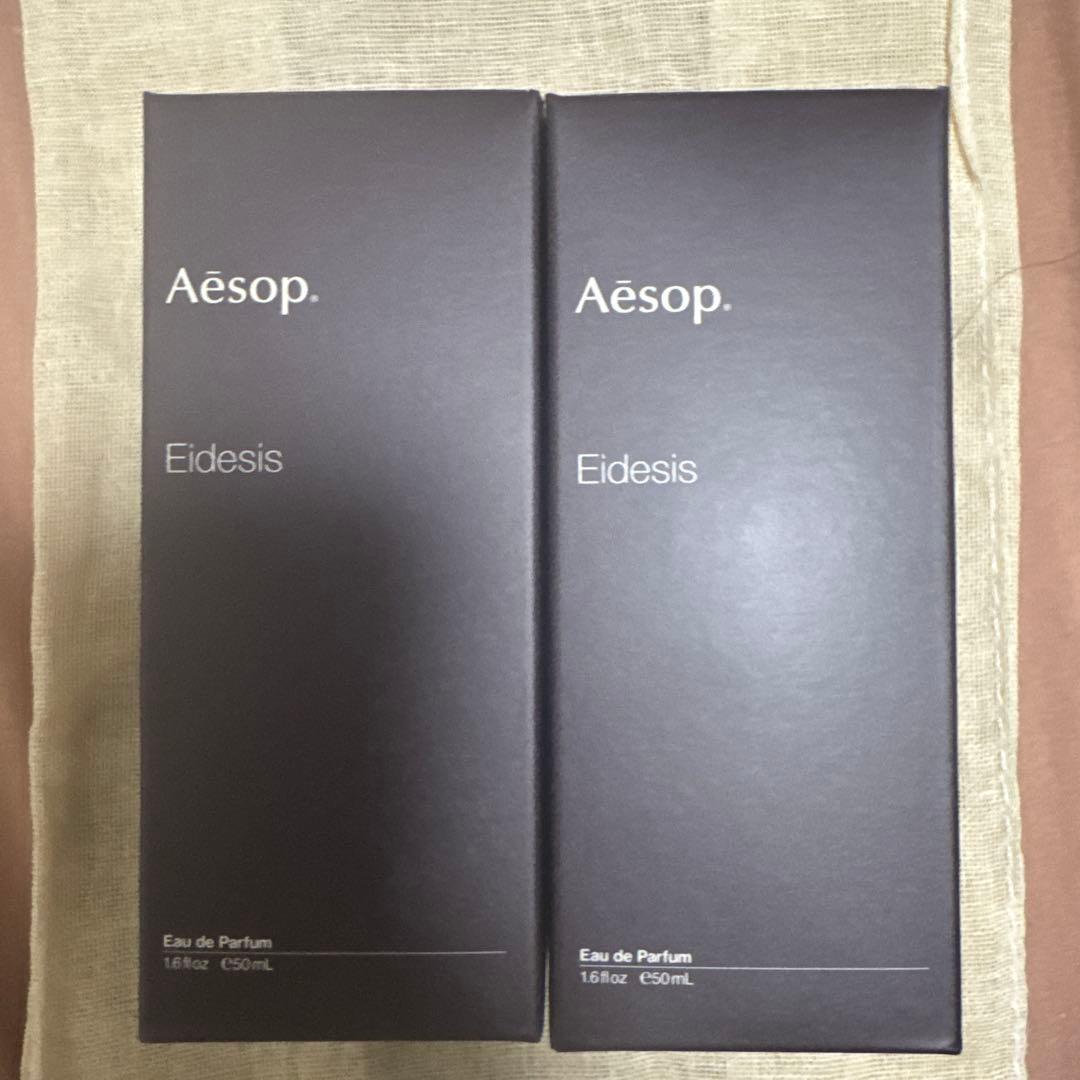 Aēsop®
Eidesis
Eau de Parfum
1.6 fl oz ℮50 mL
Aēsop®
Eidesis
Eau de Parfum
1.6 fl oz ℮50 mL